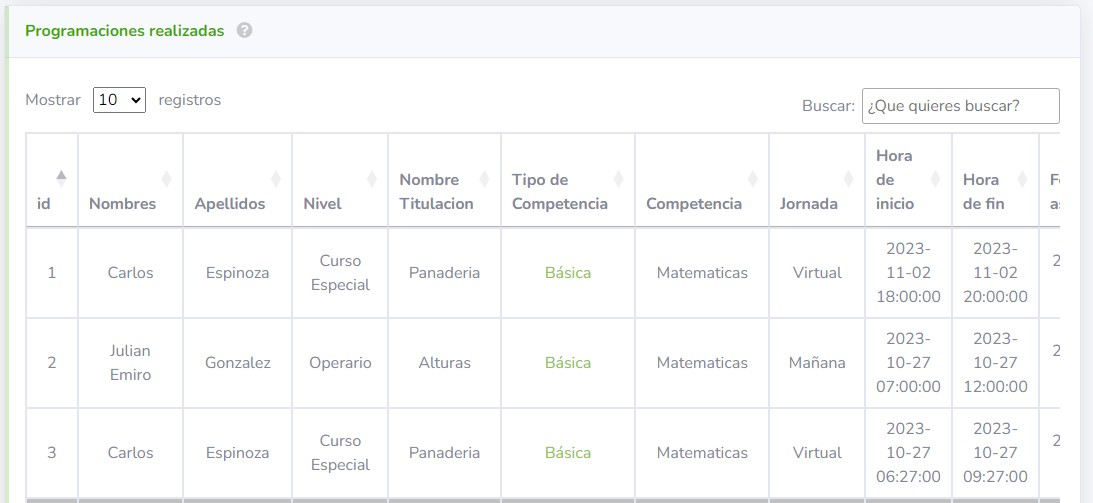 Programaciones realizadas ?
Mostrar 10 registros
Buscar: ¿Que quieres buscar?
id Nombres Apellidos Nivel Nombre Titulacion Tipo de Competencia Competencia Jornada Hora de inicio Hora de fin
1 Carlos Espinoza Curso Especial Panaderia Básica Matematicas Virtual 2023-11-02 18:00:00 2023-11-02 20:00:00 2
2 Julian Emiro Gonzalez Operario Alturas Básica Matematicas Mañana 2023-10-27 07:00:00 2023-10-27 12:00:00 2
3 Carlos Espinoza Curso Especial Panaderia Básica Matematicas Virtual 2023-10-27 06:27:00 2023-10-27 09:27:00 2